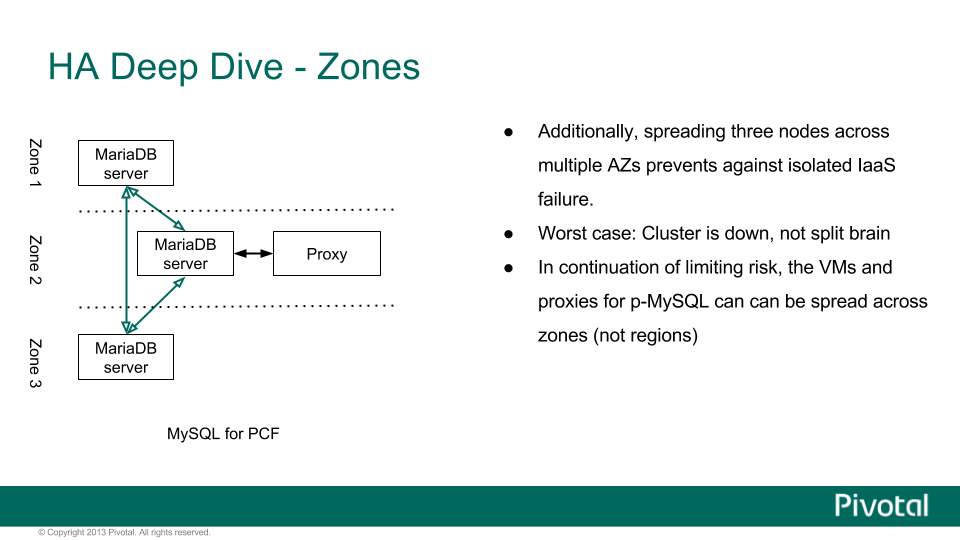 HA Deep Dive - Zones
Zone 1
MariaDB
server
Zone 2
MariaDB
server
Proxy
Zone 3
MariaDB
server
MySQL for PCF
● Additionally, spreading three nodes across
multiple AZs prevents against isolated IaaS
failure.
● Worst case: Cluster is down, not split brain
● In continuation of limiting risk, the VMs and
proxies for p-MySQL can can be spread across
zones (not regions)
Pivotal
© Copyright 2013 Pivotal. All rights reserved.